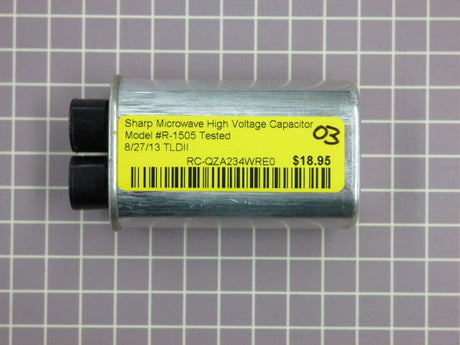 Sharp Microwave High Voltage Capacitor
Model #R-1505 Tested
8/27/13 TLDII
03
RC-QZA234WRE0 $18.95